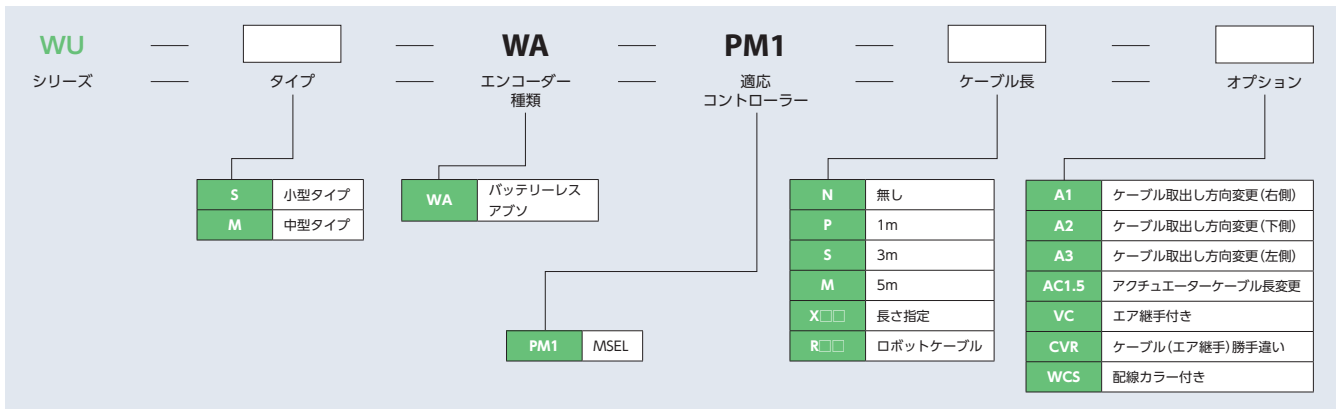 WU — — WA — PM1 — —
シリーズ — タイプ — エンコーダー — 適応 — ケーブル長 — オプション
種類 コントローラー
S 小型タイプ
M 中型タイプ
WA バッテリーレス
アブソ
PM1 MSEL
N 無し
P 1m
S 3m
M 5m
X□□ 長さ指定
R□□ ロボットケーブル
A1 ケーブル取出し方向変更(右側)
A2 ケーブル取出し方向変更(下側)
A3 ケーブル取出し方向変更(左側)
AC1.5 アクチュエーターケーブル長変更
VC エア継手付き
CVR ケーブル(エア継手)勝手違い
WCS 配線カラー付き